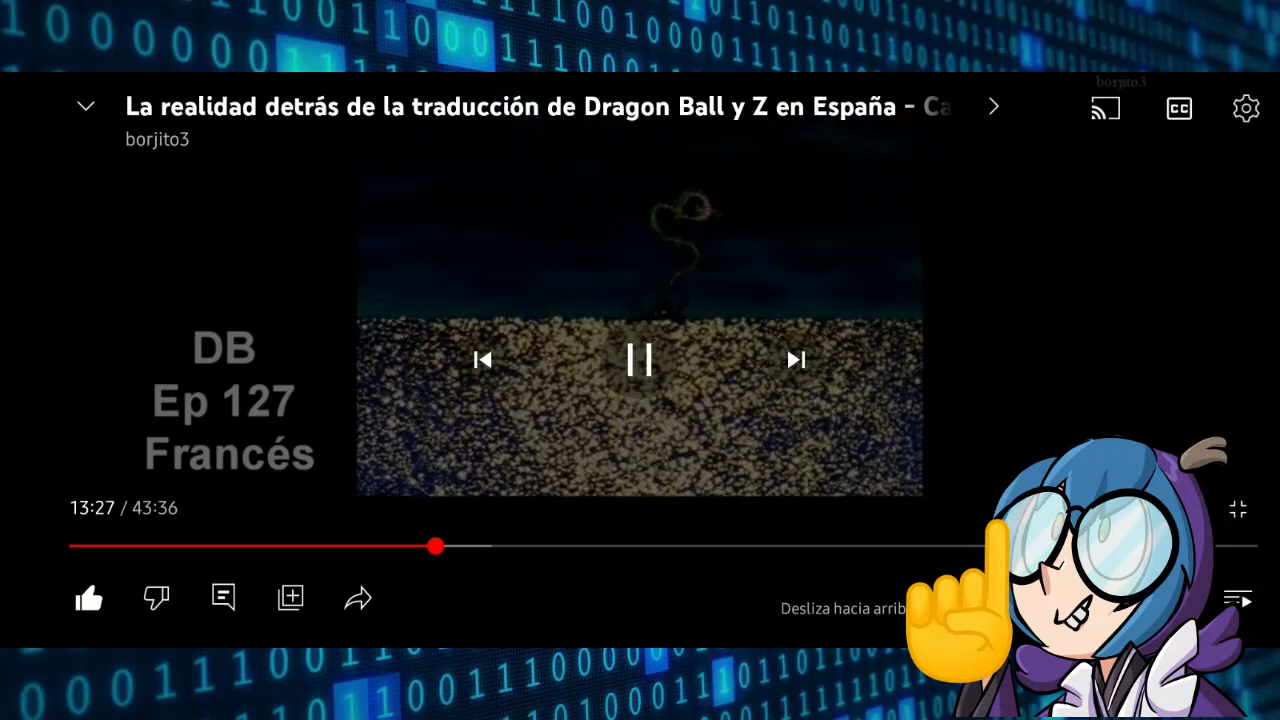 borjito3
La realidad detrás de la traducción de Dragon Ball y Z en España - Ca
borjito3
CC
DB
Ep 127
Francés
13:27 / 43:36
Desliza hacia arrib